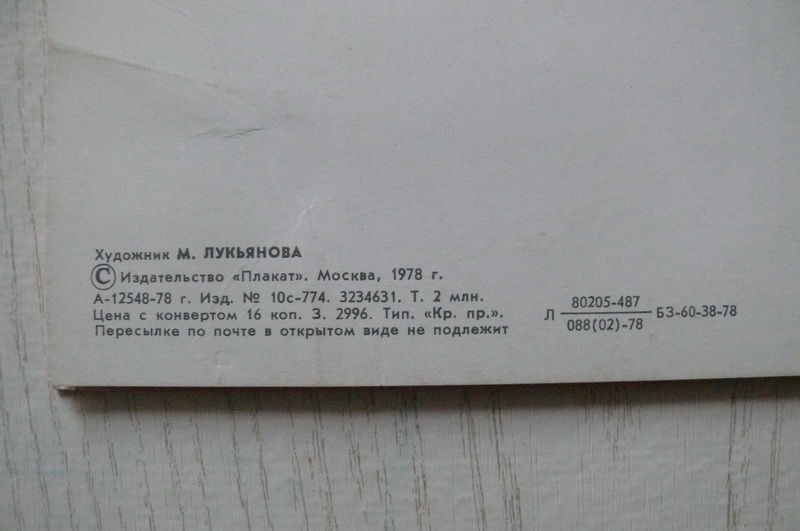 Художник М. ЛУКЬЯНОВА
© Издательство «Плакат». Москва, 1978 г.
А-12548-78 г. Изд. № 10с-774. 3234631. Т. 2 млн.
Цена с конвертом 16 коп. З. 2996. Тип. «Кр. пр.».
Пересылке по почте в открытом виде не подлежит
80205-487
Л БЗ-60-38-78
088(02)-78